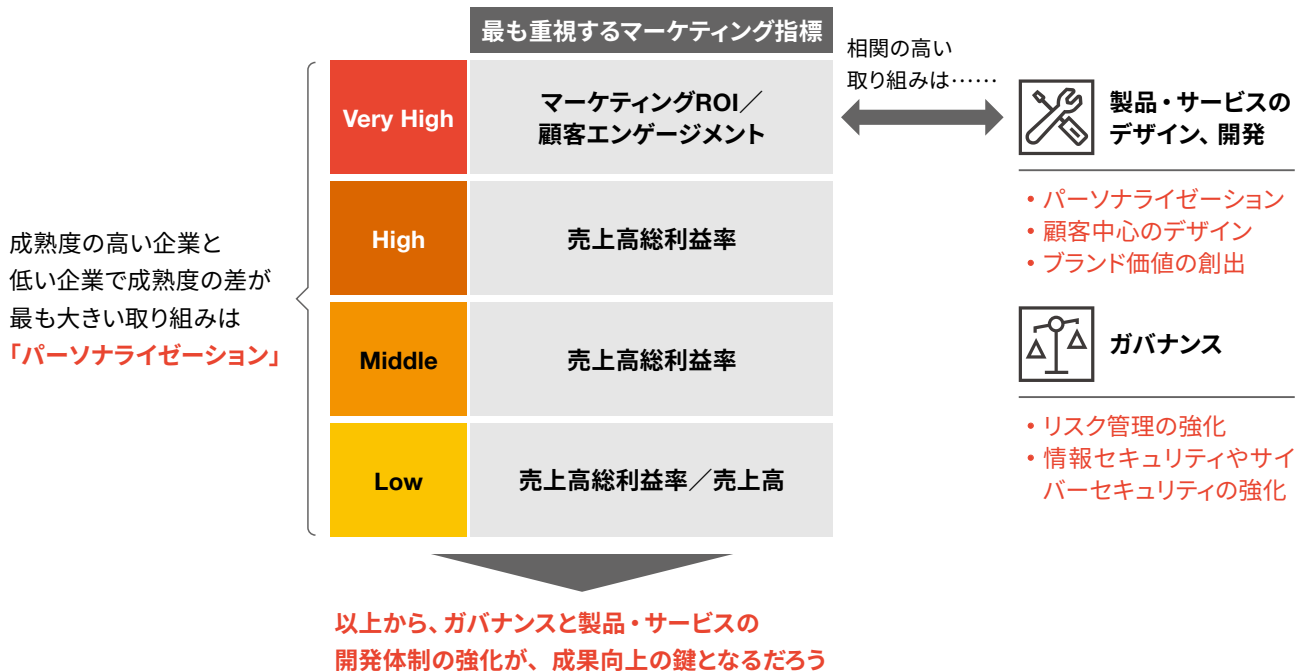 最も重視するマーケティング指標
成熟度の高い企業と
低い企業で成熟度の差が
最も大きい取り組みは
「パーソナライゼーション」
Very High
マーケティングROI／
顧客エンゲージメント
High
売上高総利益率
Middle
売上高総利益率
Low
売上高総利益率／売上高
相関の高い
取り組みは……
製品・サービスの
デザイン、開発
・パーソナライゼーション
・顧客中心のデザイン
・ブランド価値の創出
ガバナンス
・リスク管理の強化
・情報セキュリティやサイ
バーセキュリティの強化
以上から、ガバナンスと製品・サービスの
開発体制の強化が、成果向上の鍵となるだろう